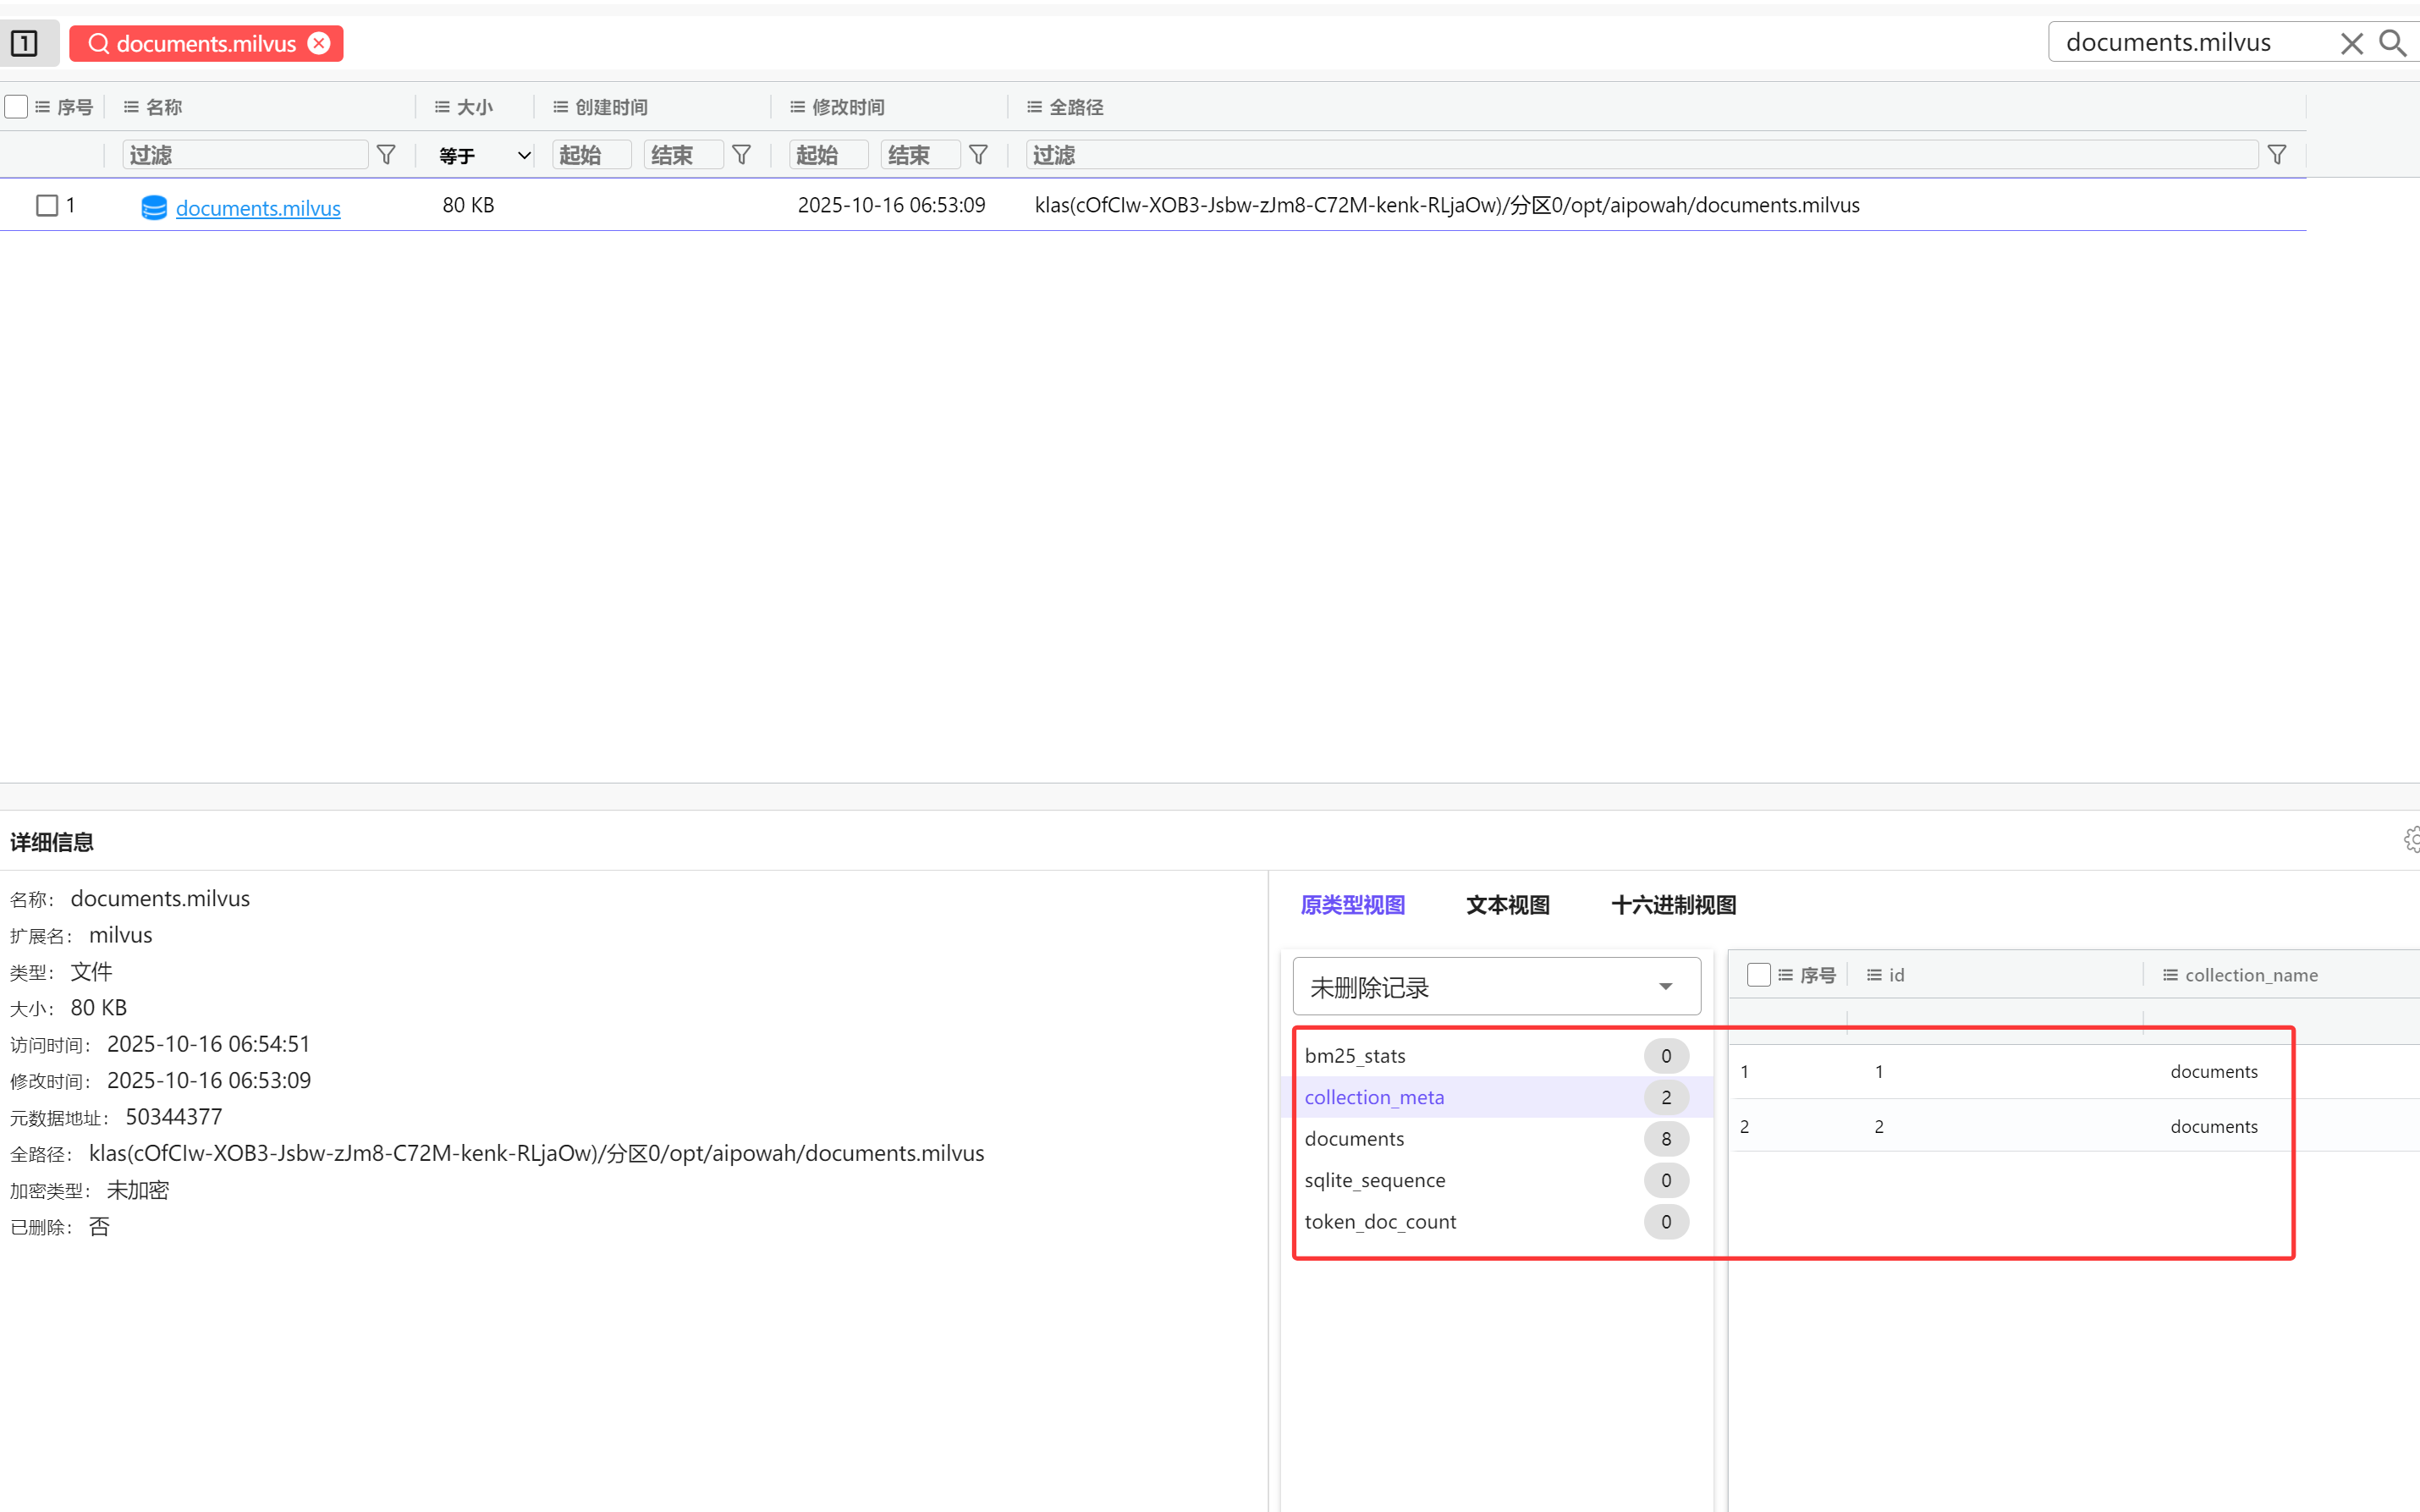 1 documents.milvus documents.milvus
序号 名称 大小 创建时间 修改时间 全路径
过滤 等于 起始 结束 起始 结束 过滤
1 documents.milvus 80 KB 2025-10-16 06:53:09 klas(cOfCIw-XOB3-Jsbw-zJm8-C72M-kenk-RLjaOw)/分区0/opt/aipowah/documents.milvus
详细信息
名称: documents.milvus
扩展名: milvus
类型: 文件
大小: 80 KB
访问时间: 2025-10-16 06:54:51
修改时间: 2025-10-16 06:53:09
元数据地址: 50344377
全路径: klas(cOfCIw-XOB3-Jsbw-zJm8-C72M-kenk-RLjaOw)/分区0/opt/aipowah/documents.milvus
加密类型: 未加密
已删除: 否
原类型视图 文本视图 十六进制视图
未删除记录
bm25_stats 0
collection_meta 2
documents 8
sqlite_sequence 0
token_doc_count 0
序号 id collection_name
1 1 documents
2 2 documents